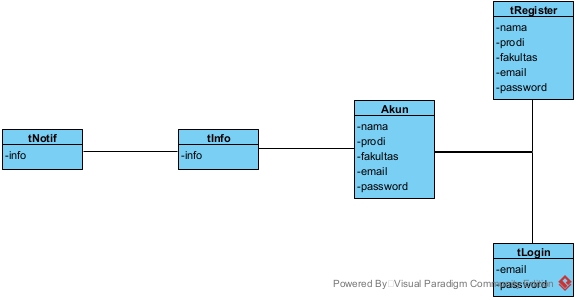 tRegister
-nama
-prodi
-fakultas
-email
-password
Akun
-nama
-prodi
-fakultas
-email
-password
tNotif
-info
tInfo
-info
tLogin
-email
-password
Powered By Visual Paradigm Community Edition